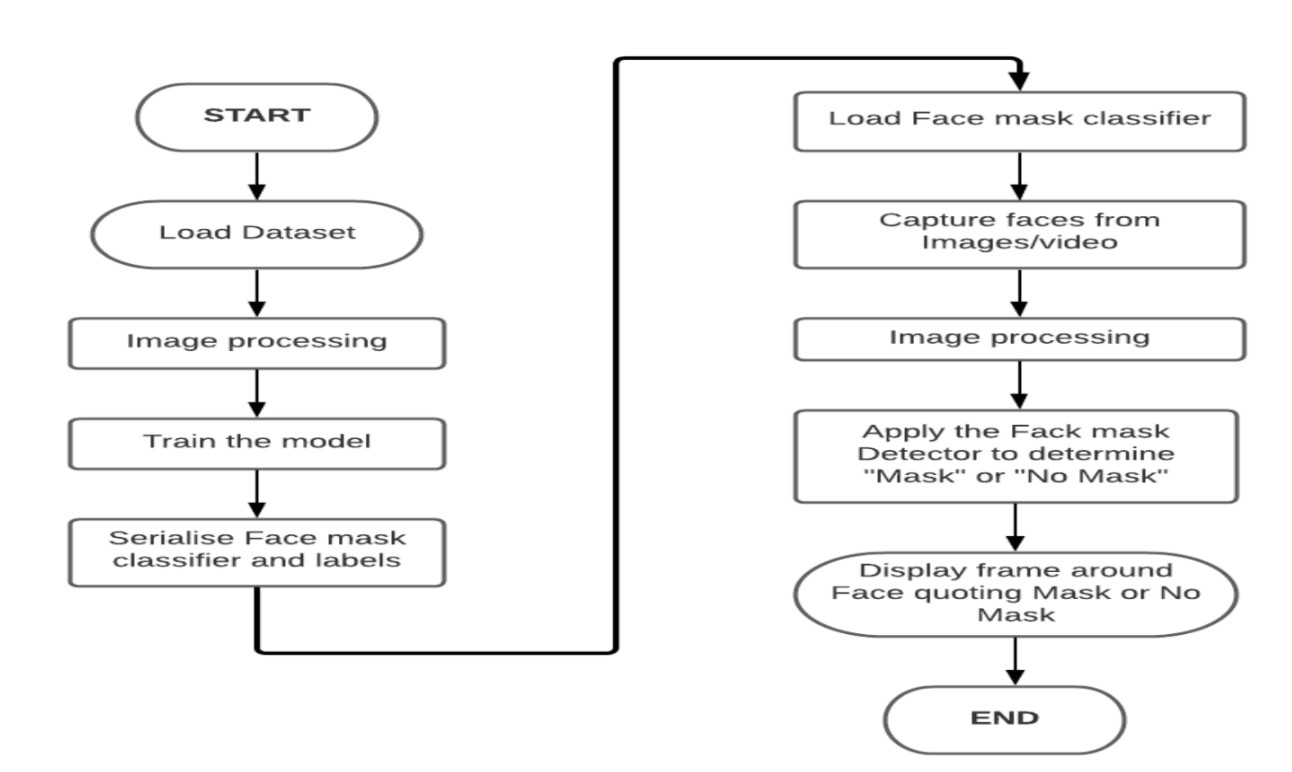 START
Load Dataset
Image processing
Train the model
Serialise Face mask
classifier and labels
Load Face mask classifier
Capture faces from
Images/video
Image processing
Apply the Fack mask
Detector to determine
"Mask" or "No Mask"
Display frame around
Face quoting Mask or No
Mask
END